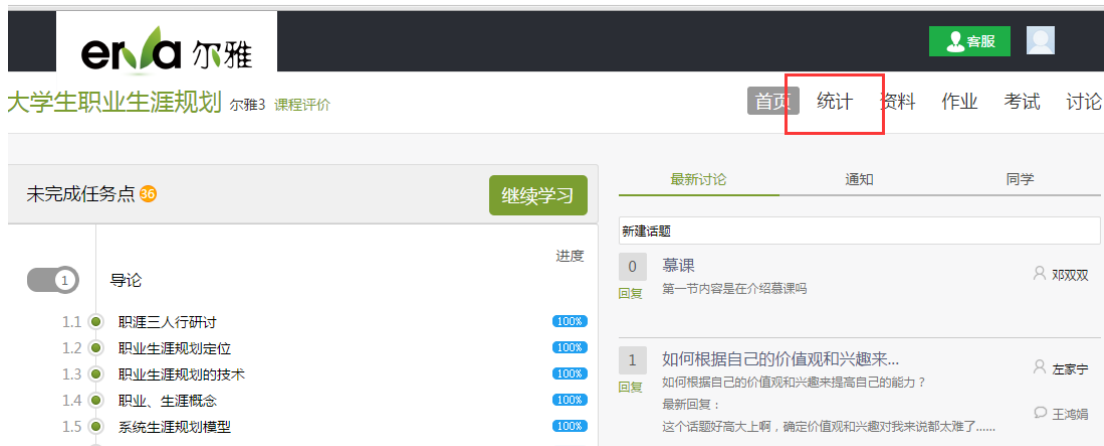 erya 尔雅
客服
大学生职业生涯规划 尔雅3 课程评价
首页 统计 资料 作业 考试 讨论
未完成任务点 36
继续学习
进度
1 导论
1.1 职涯三人行研讨 100%
1.2 职业生涯规划定位 100%
1.3 职业生涯规划的技术 100%
1.4 职业、生涯概念 100%
1.5 系统生涯规划模型 100%
最新讨论 通知 同学
新建话题
0 慕课
回复 第一节内容是在介绍慕课吗
邓双双
1 如何根据自己的价值观和兴趣来...
回复 如何根据自己的价值观和兴趣来提高自己的能力？
左家宁
最新回复：
这个话题好高大上啊，确定价值观和兴趣对我来说都太难了......
王鸿娟